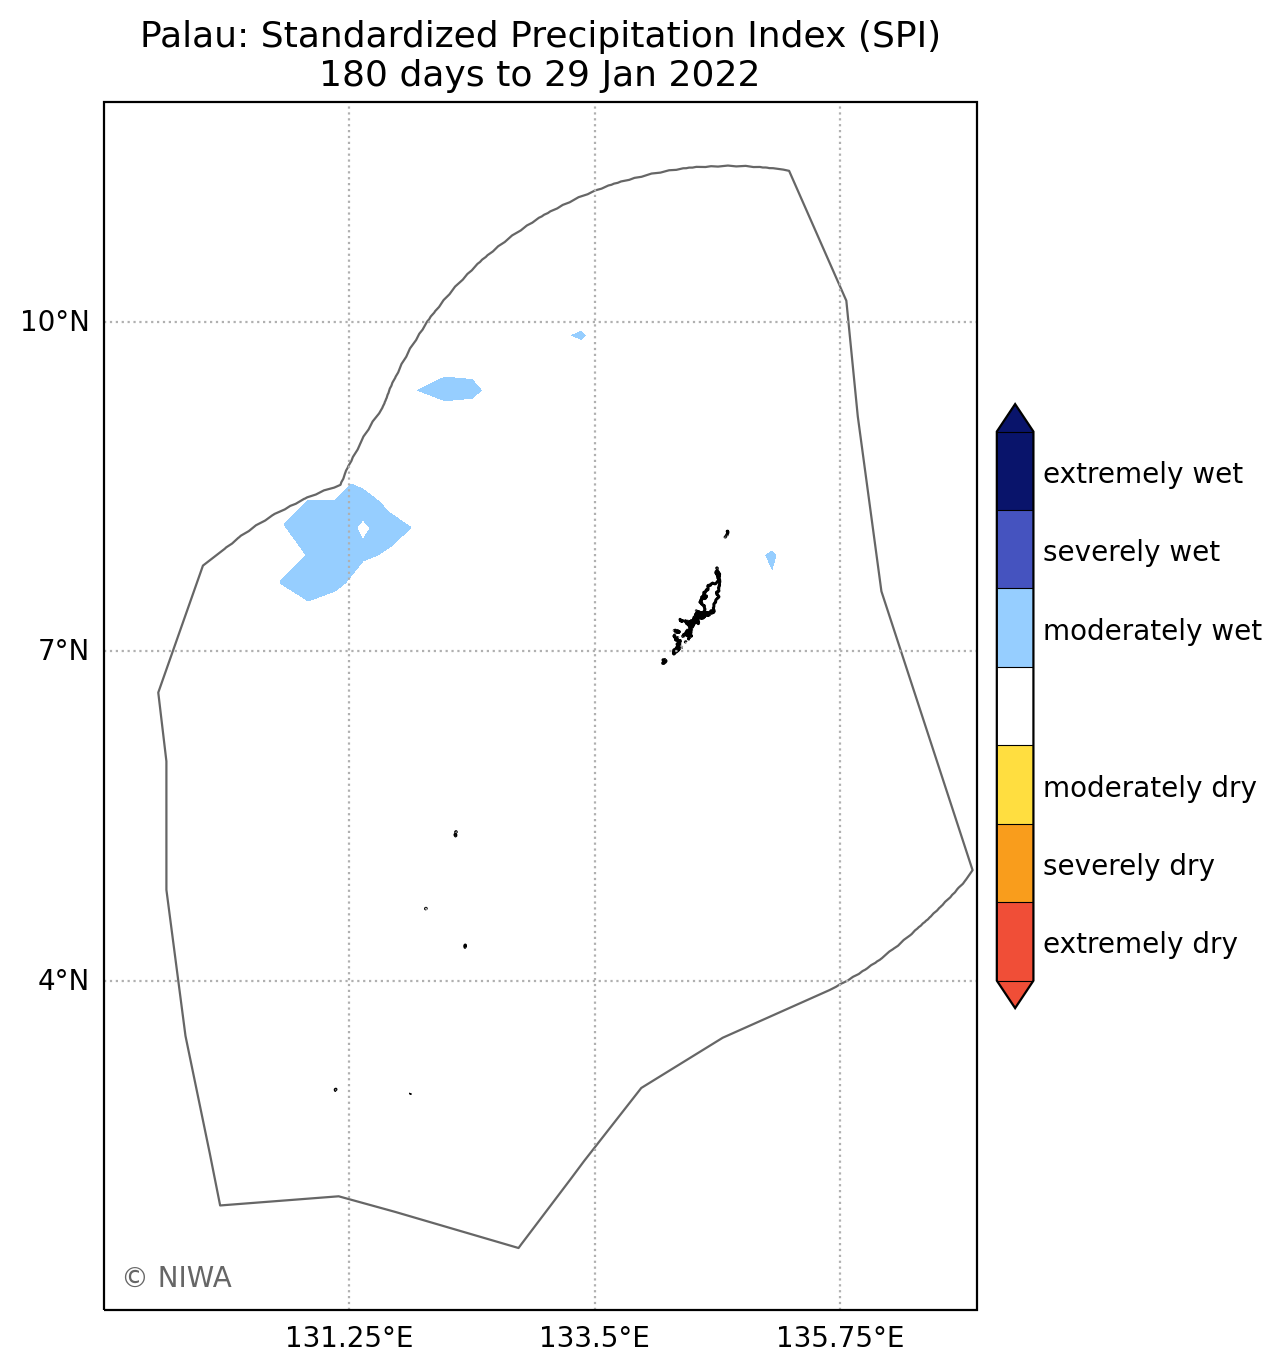 Palau: Standardized Precipitation Index (SPI)
180 days to 29 Jan 2022
10°N
7°N
4°N
extremely wet
severely wet
moderately wet
moderately dry
severely dry
extremely dry
© NIWA
131.25°E
133.5°E
135.75°E